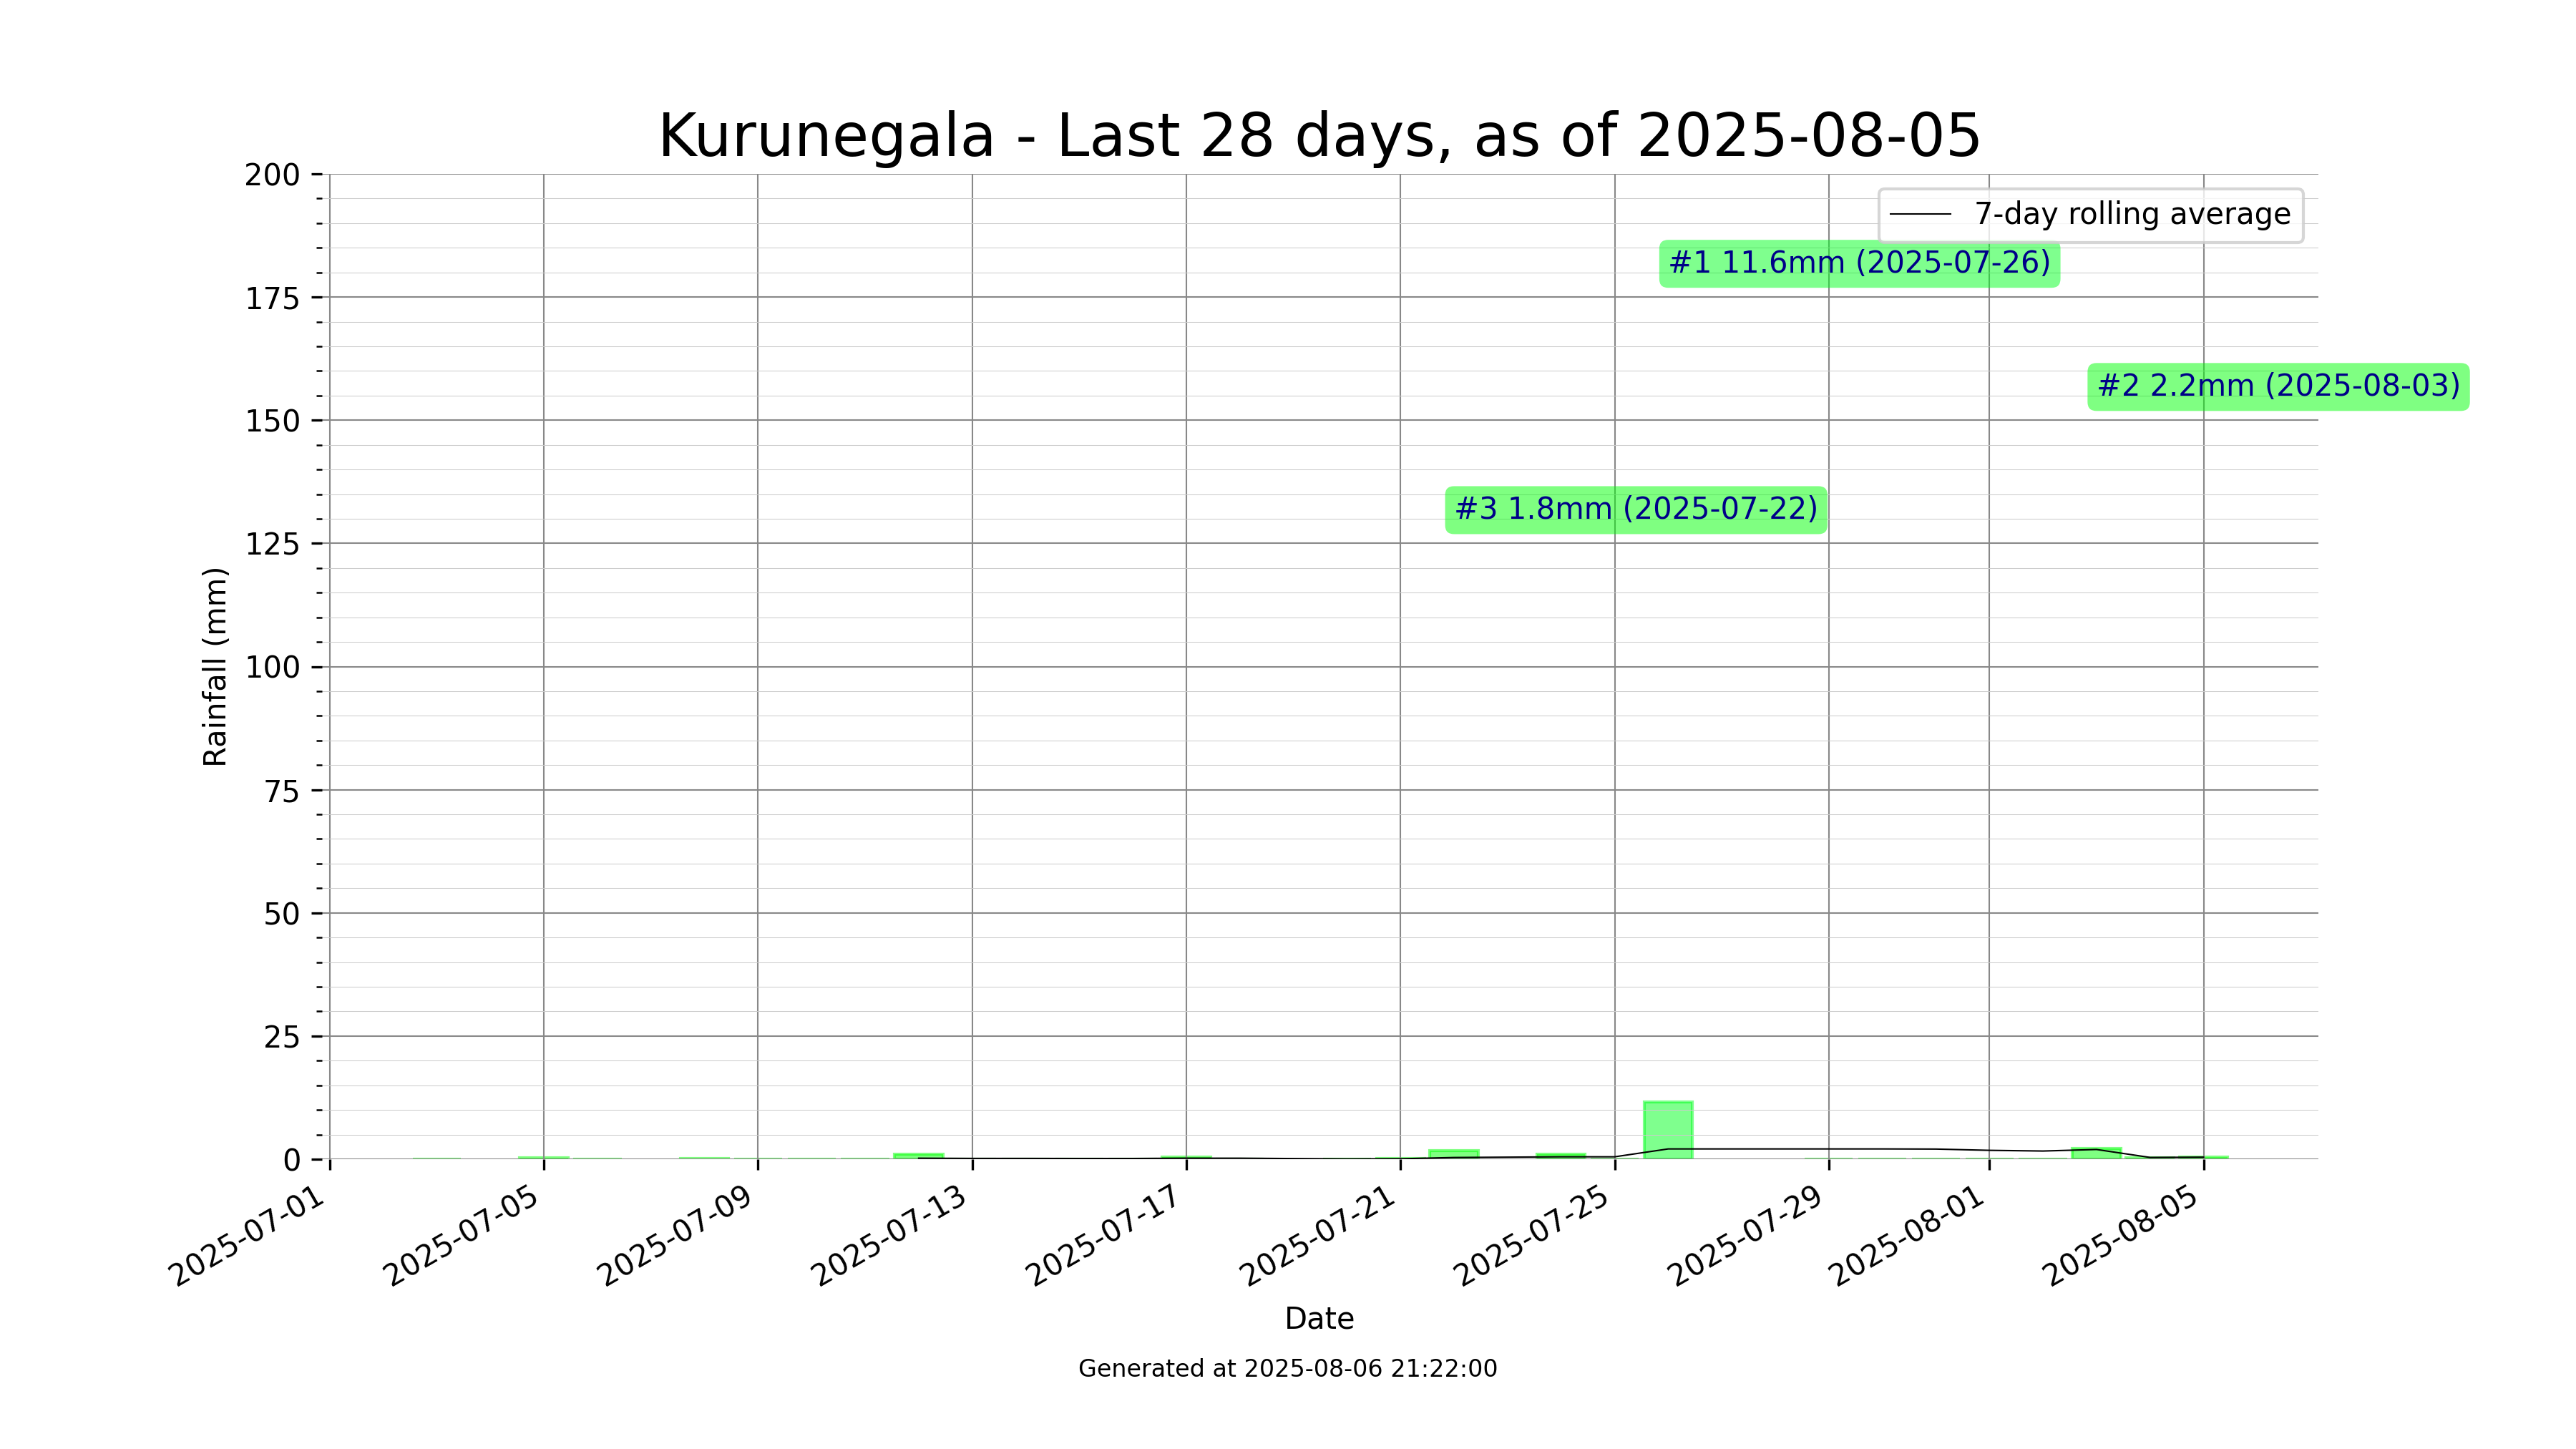 Kurunegala - Last 28 days, as of 2025-08-05
7-day rolling average
#1 11.6mm (2025-07-26)
#2 2.2mm (2025-08-03)
#3 1.8mm (2025-07-22)
Rainfall (mm)
200
175
150
125
100
75
50
25
0
2025-07-01
2025-07-05
2025-07-09
2025-07-13
2025-07-17
2025-07-21
2025-07-25
2025-07-29
2025-08-01
2025-08-05
Date
Generated at 2025-08-06 21:22:00